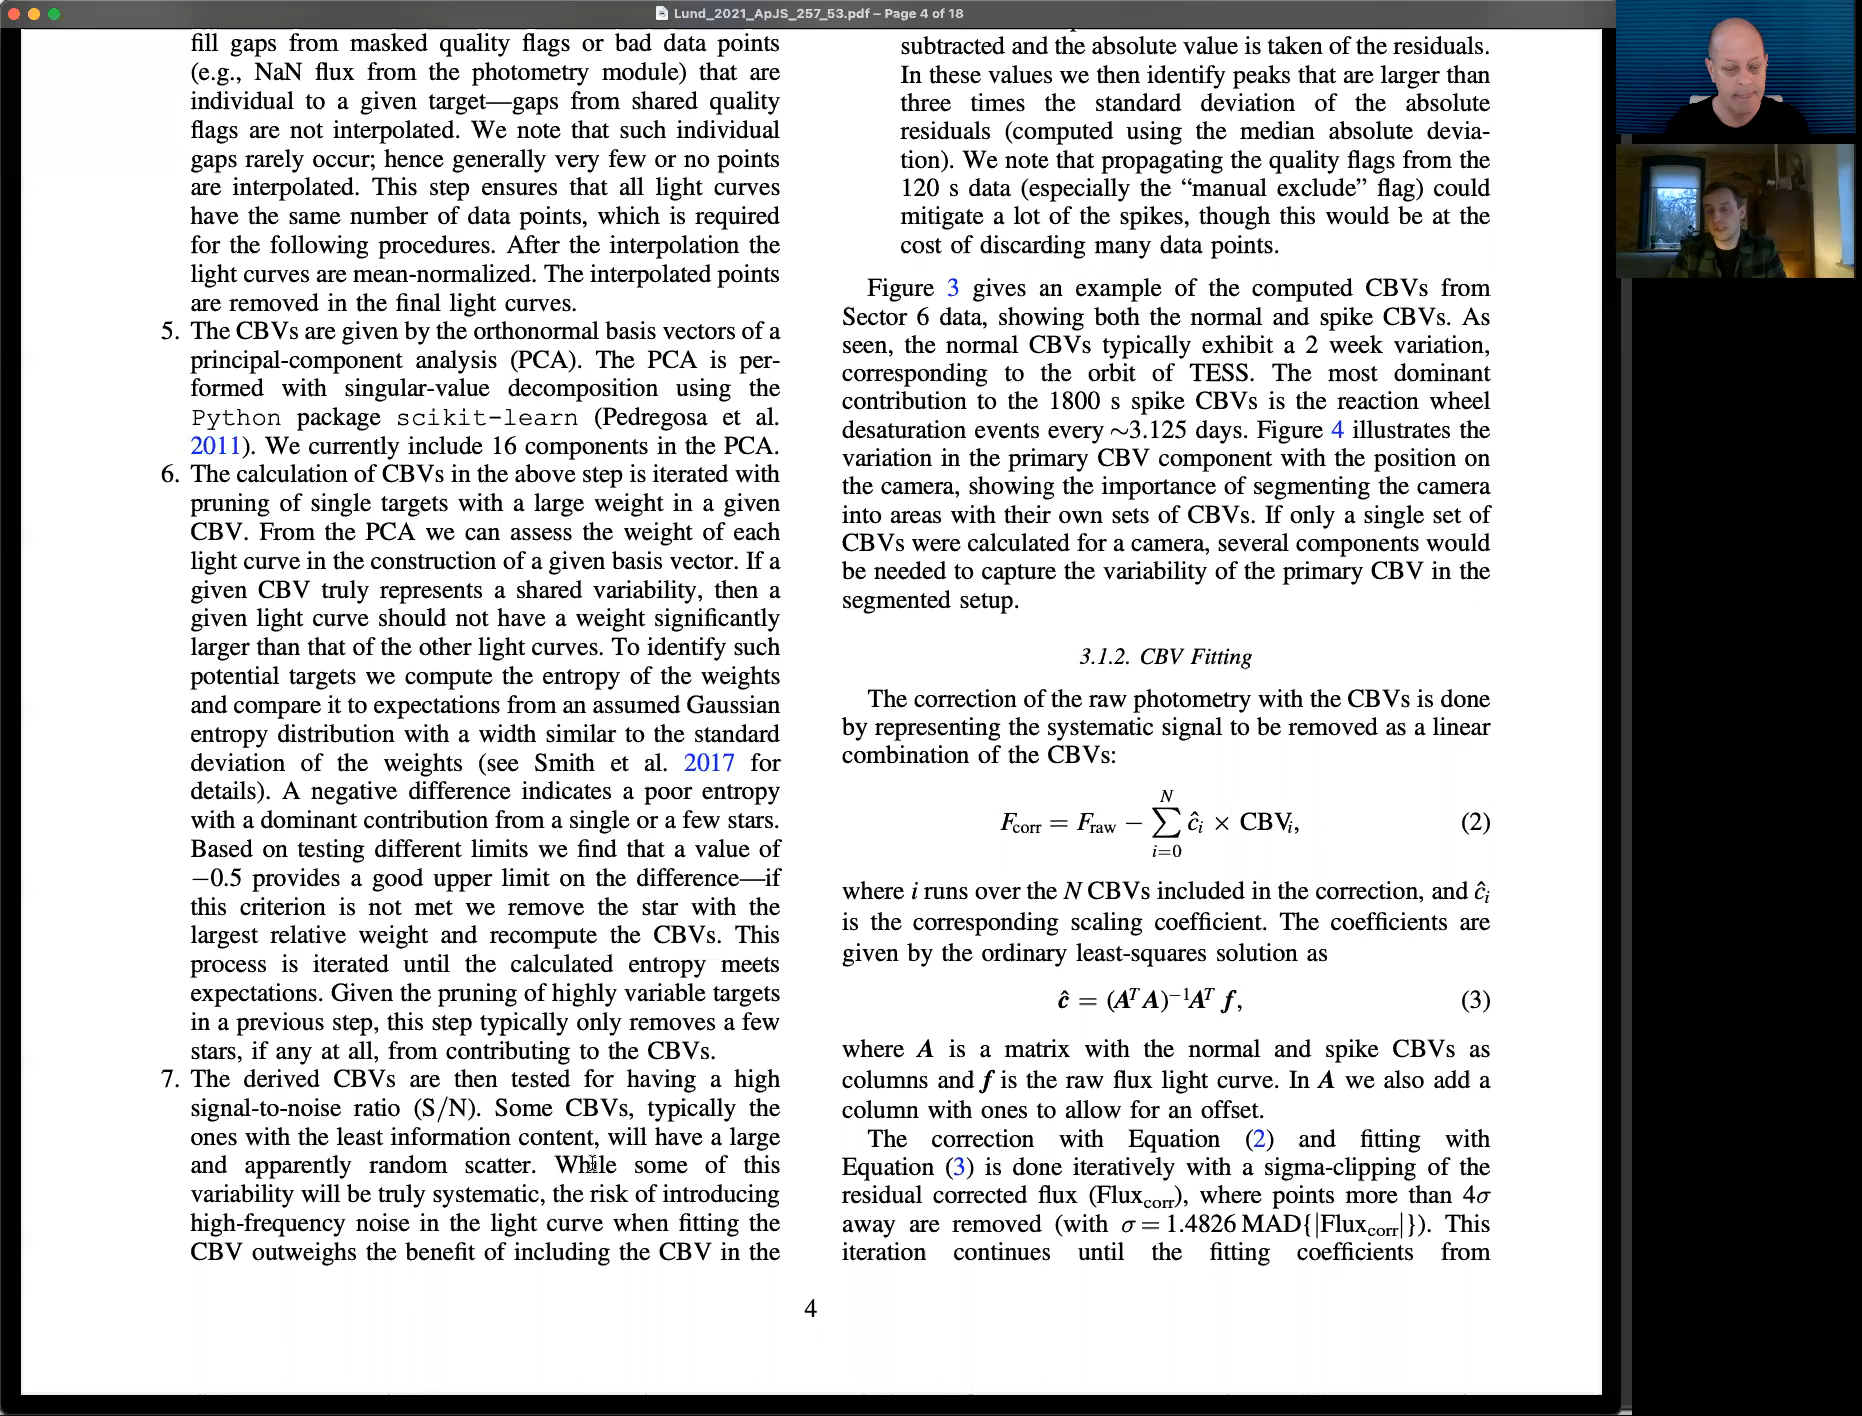 Lund_2021_ApJS_257_53.pdf – Page 4 of 18
fill gaps from masked quality flags or bad data points
(e.g., NaN flux from the photometry module) that are
individual to a given target—gaps from shared quality
flags are not interpolated. We note that such individual
gaps rarely occur; hence generally very few or no points
are interpolated. This step ensures that all light curves
have the same number of data points, which is required
for the following procedures. After the interpolation the
light curves are mean-normalized. The interpolated points
are removed in the final light curves.
5. The CBVs are given by the orthonormal basis vectors of a
principal-component analysis (PCA). The PCA is per-
formed with singular-value decomposition using the
Python package scikit-learn (Pedregosa et al.
2011). We currently include 16 components in the PCA.
6. The calculation of CBVs in the above step is iterated with
pruning of single targets with a large weight in a given
CBV. From the PCA we can assess the weight of each
light curve in the construction of a given basis vector. If a
given CBV truly represents a shared variability, then a
given light curve should not have a weight significantly
larger than that of the other light curves. To identify such
potential targets we compute the entropy of the weights
and compare it to expectations from an assumed Gaussian
entropy distribution with a width similar to the standard
deviation of the weights (see Smith et al. 2017 for
details). A negative difference indicates a poor entropy
with a dominant contribution from a single or a few stars.
Based on testing different limits we find that a value of
−0.5 provides a good upper limit on the difference—if
this criterion is not met we remove the star with the
largest relative weight and recompute the CBVs. This
process is iterated until the calculated entropy meets
expectations. Given the pruning of highly variable targets
in a previous step, this step typically only removes a few
stars, if any at all, from contributing to the CBVs.
7. The derived CBVs are then tested for having a high
signal-to-noise ratio (S/N). Some CBVs, typically the
ones with the least information content, will have a large
and apparently random scatter. While some of this
variability will be truly systematic, the risk of introducing
high-frequency noise in the light curve when fitting the
CBV outweighs the benefit of including the CBV in the
subtracted and the absolute value is taken of the residuals.
In these values we then identify peaks that are larger than
three times the standard deviation of the absolute
residuals (computed using the median absolute devia-
tion). We note that propagating the quality flags from the
120 s data (especially the “manual exclude” flag) could
mitigate a lot of the spikes, though this would be at the
cost of discarding many data points.
Figure 3 gives an example of the computed CBVs from
Sector 6 data, showing both the normal and spike CBVs. As
seen, the normal CBVs typically exhibit a 2 week variation,
corresponding to the orbit of TESS. The most dominant
contribution to the 1800 s spike CBVs is the reaction wheel
desaturation events every ∼3.125 days. Figure 4 illustrates the
variation in the primary CBV component with the position on
the camera, showing the importance of segmenting the camera
into areas with their own sets of CBVs. If only a single set of
CBVs were calculated for a camera, several components would
be needed to capture the variability of the primary CBV in the
segmented setup.
3.1.2. CBV Fitting
The correction of the raw photometry with the CBVs is done
by representing the systematic signal to be removed as a linear
combination of the CBVs:
F_corr = F_raw − ∑_{i=0}^{N} ĉ_i × CBV_i, (2)
where i runs over the N CBVs included in the correction, and ĉ_i
is the corresponding scaling coefficient. The coefficients are
given by the ordinary least-squares solution as
ĉ = (AᵀA)⁻¹Aᵀ f, (3)
where A is a matrix with the normal and spike CBVs as
columns and f is the raw flux light curve. In A we also add a
column with ones to allow for an offset.
The correction with Equation (2) and fitting with
Equation (3) is done iteratively with a sigma-clipping of the
residual corrected flux (Flux_corr), where points more than 4σ
away are removed (with σ = 1.4826 MAD{|Flux_corr|}). This
iteration continues until the fitting coefficients from
4